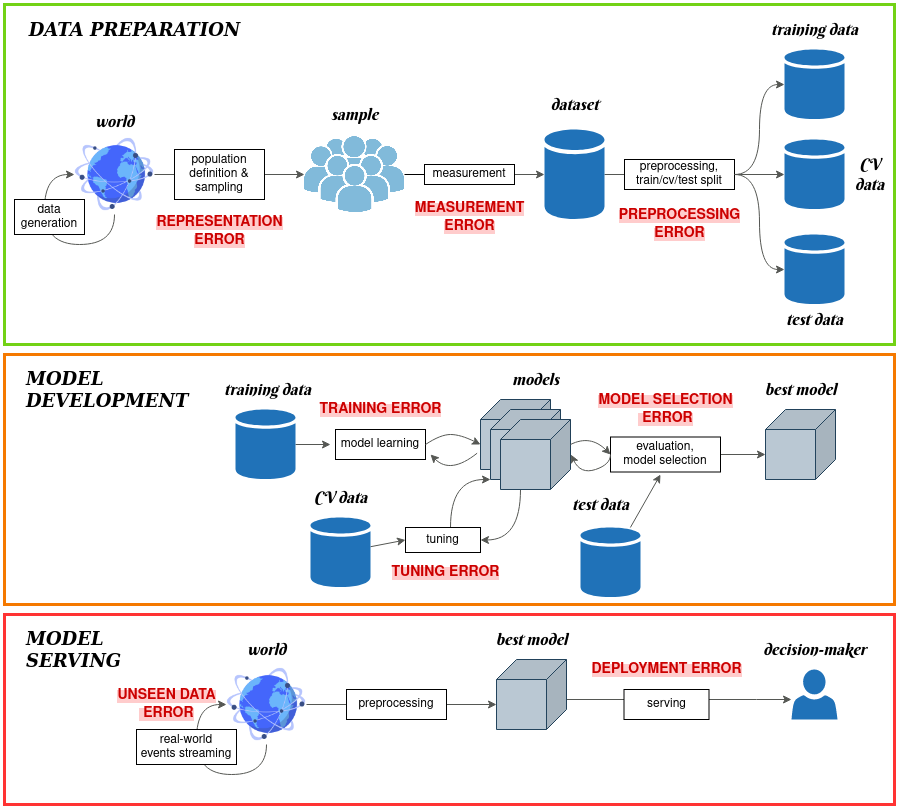 DATA PREPARATION
training data
world
sample
dataset
population
definition &
sampling
measurement
preprocessing,
train/cv/test split
CV
data
data
generation
REPRESENTATION
ERROR
MEASUREMENT
ERROR
PREPROCESSING
ERROR
test data
MODEL
DEVELOPMENT
training data
TRAINING ERROR
model learning
models
MODEL SELECTION
ERROR
evaluation,
model selection
best model
CV data
tuning
TUNING ERROR
test data
MODEL
SERVING
world
UNSEEN DATA
ERROR
real-world
events streaming
preprocessing
best model
DEPLOYMENT ERROR
serving
decision-maker